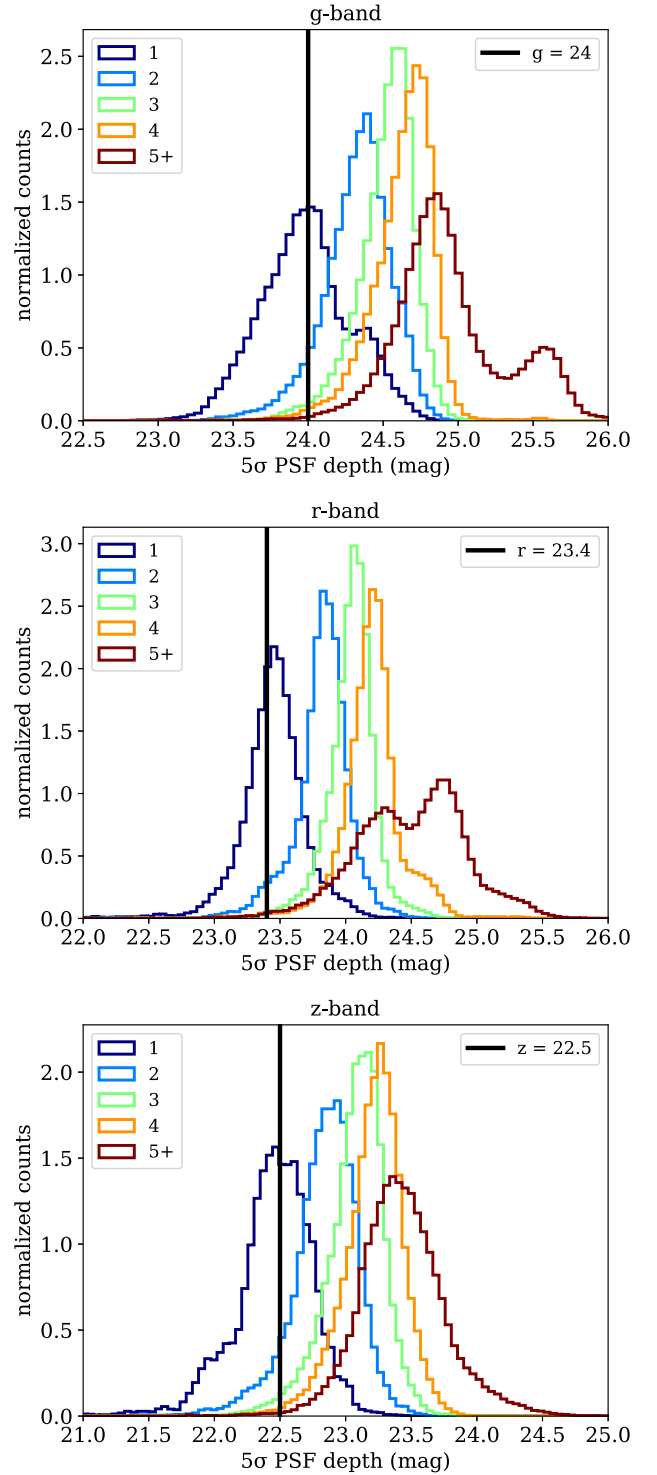 g-band
1
2
3
4
5+
g = 24
2.5
2.0
1.5
1.0
0.5
0.0
normalized counts
22.5 23.0 23.5 24.0 24.5 25.0 25.5 26.0
5σ PSF depth (mag)
r-band
1
2
3
4
5+
r = 23.4
3.0
2.5
2.0
1.5
1.0
0.5
0.0
normalized counts
22.0 22.5 23.0 23.5 24.0 24.5 25.0 25.5 26.0
5σ PSF depth (mag)
z-band
1
2
3
4
5+
z = 22.5
2.0
1.5
1.0
0.5
0.0
normalized counts
21.0 21.5 22.0 22.5 23.0 23.5 24.0 24.5 25.0
5σ PSF depth (mag)